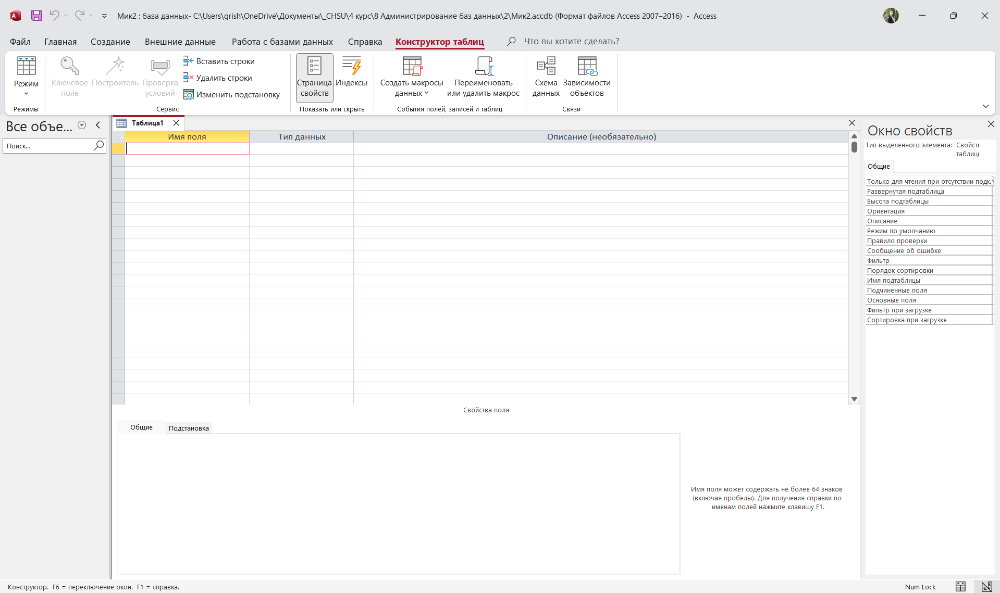 Мик2 : база данных- C:\Users\grish\OneDrive\Документы\_CHSU\4 курс\8 Администрирование баз данных\2\Мик2.accdb (Формат файлов Access 2007–2016) - Access
Файл Главная Создание Внешние данные Работа с базами данных Справка Конструктор таблиц Что вы хотите сделать?
Режим
Режимы
Ключевое
поле
Построитель
Проверка
условий
Вставить строки
Удалить строки
Изменить подстановку
Сервис
Страница
свойств
Индексы
Показать или скрыть
Создать макросы
данных
Переименовать
или удалить макрос
События полей, записей и таблиц
Схема
данных
Зависимости
объектов
Связи
Все объе...
Поиск...
Таблица1
Имя поля Тип данных Описание (необязательно)
Свойства поля
Общие Подстановка
Имя поля может содержать не более 64 знаков
(включая пробелы). Для получения справки по
именам полей нажмите клавишу F1.
Окно свойств
Тип выделенного элемента: Свойств
таблиць
Общие
Только для чтения при отсутствии подк.
Развернутая подтаблица
Высота подтаблицы
Ориентация
Описание
Режим по умолчанию
Правило проверки
Сообщение об ошибке
Фильтр
Порядок сортировки
Имя подтаблицы
Подчиненные поля
Основные поля
Фильтр при загрузке
Сортировка при загрузке
Конструктор. F6 = переключение окон. F1 = справка.
Num Lock